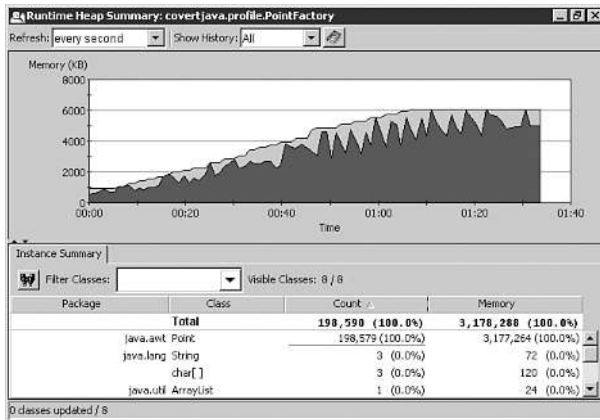 Runtime Heap Summary: covertjava.profile.PointFactory
Refresh: every second Show History: All
Memory (KB)
8000
6000
4000
2000
0
00:00 00:20 00:40 01:00 01:20 01:40
Time
Instance Summary
Filter Classes: Visible Classes: 8 / 8
Package Class Count Memory
Total 198,590 (100.0%) 3,178,288 (100.0%)
java.awt Point 198,579 (100.0%) 3,177,264 (100.0%)
java.lang String 3 (0.0%) 72 (0.0%)
char[] 3 (0.0%) 120 (0.0%)
java.util ArrayList 1 (0.0%) 24 (0.0%)
0 classes updated / 8